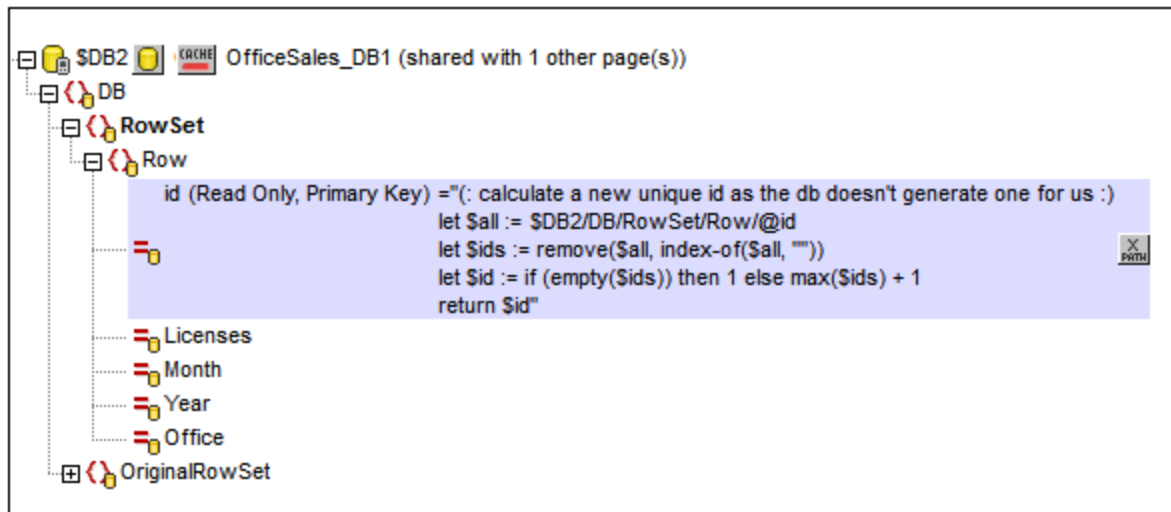 $DB2 CACHE OfficeSales_DB1 (shared with 1 other page(s))
DB
RowSet
Row
id (Read Only, Primary Key) ="(: calculate a new unique id as the db doesn't generate one for us :)
let $all := $DB2/DB/RowSet/Row/@id
let $ids := remove($all, index-of($all, ""))
let $id := if (empty($ids)) then 1 else max($ids) + 1
return $id"
X PATH
Licenses
Month
Year
Office
OriginalRowSet